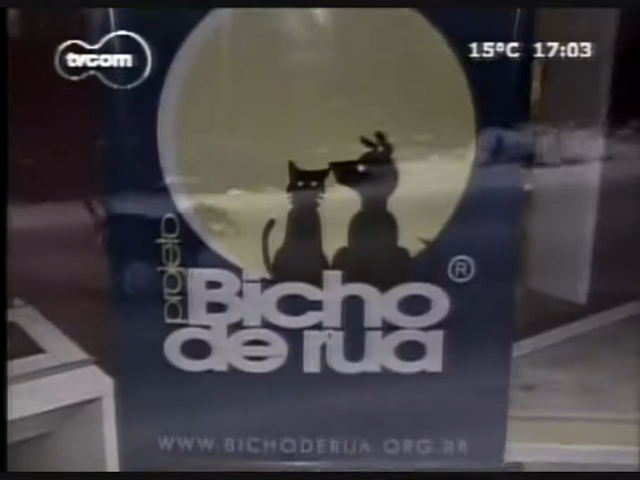 tvcom
15°C 17:03
projeto
Bicho
de rua
®
WWW.BICHODERUA.ORG.BR